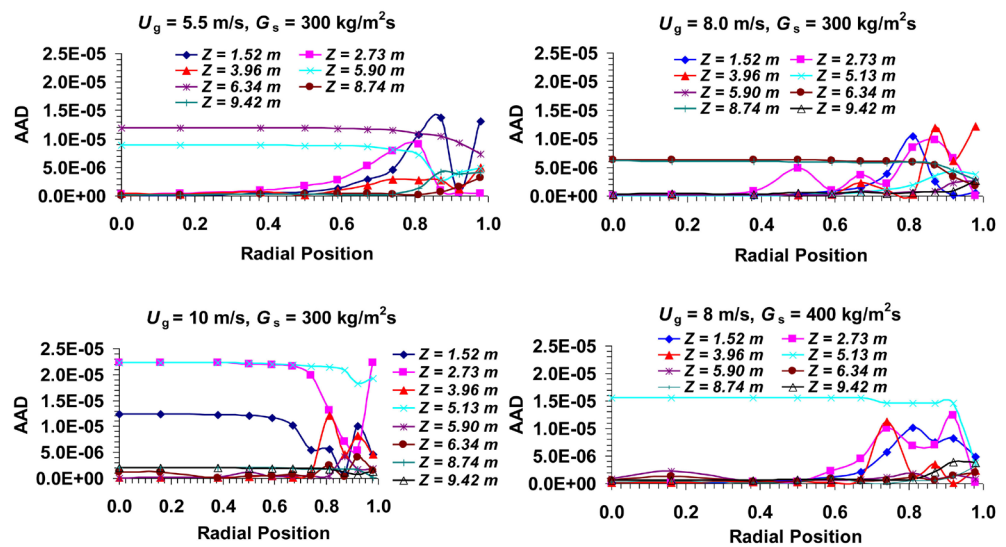 U_g = 5.5 m/s, G_s = 300 kg/m²s
2.5E-05
2.0E-05
1.5E-05
1.0E-05
5.0E-06
0.0E+00
AAD
Z = 1.52 m
Z = 2.73 m
Z = 3.96 m
Z = 5.90 m
Z = 6.34 m
Z = 8.74 m
Z = 9.42 m
0.0 0.2 0.4 0.6 0.8 1.0
Radial Position
U_g = 8.0 m/s, G_s = 300 kg/m²s
2.5E-05
2.0E-05
1.5E-05
1.0E-05
5.0E-06
0.0E+00
AAD
Z = 1.52 m
Z = 2.73 m
Z = 3.96 m
Z = 5.13 m
Z = 5.90 m
Z = 6.34 m
Z = 8.74 m
Z = 9.42 m
0.0 0.2 0.4 0.6 0.8 1.0
Radial Position
U_g = 10 m/s, G_s = 300 kg/m²s
2.5E-05
2.0E-05
1.5E-05
1.0E-05
5.0E-06
0.0E+00
AAD
Z = 1.52 m
Z = 2.73 m
Z = 3.96 m
Z = 5.13 m
Z = 5.90 m
Z = 6.34 m
Z = 8.74 m
Z = 9.42 m
0.0 0.2 0.4 0.6 0.8 1.0
Radial Position
U_g = 8 m/s, G_s = 400 kg/m²s
2.5E-05
2.0E-05
1.5E-05
1.0E-05
5.0E-06
0.0E+00
AAD
Z = 1.52 m
Z = 2.73 m
Z = 3.96 m
Z = 5.13 m
Z = 5.90 m
Z = 6.34 m
Z = 8.74 m
Z = 9.42 m
0.0 0.2 0.4 0.6 0.8 1.0
Radial Position